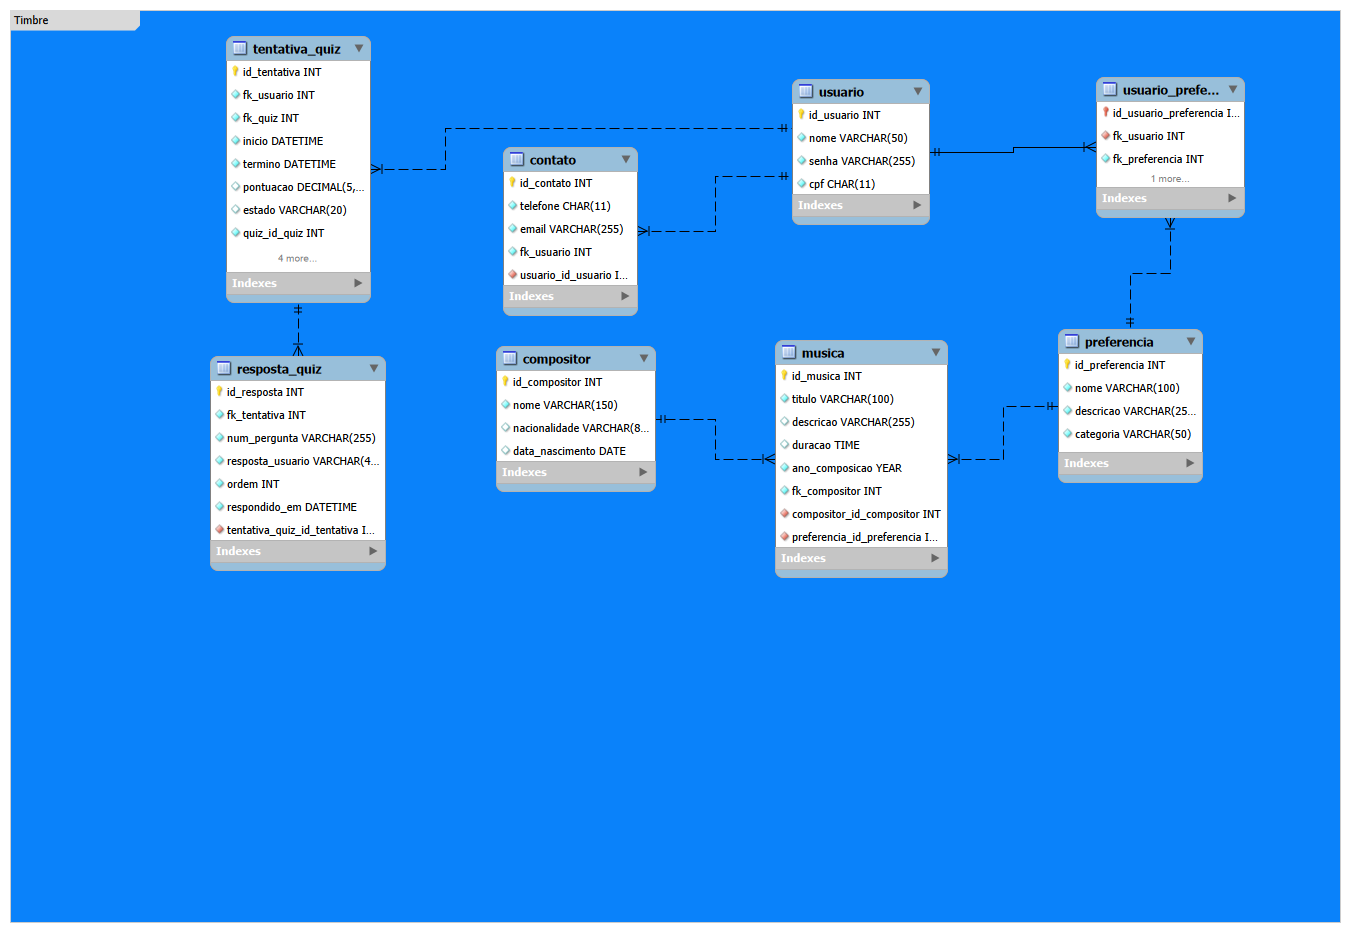 Timbre
tentativa_quiz
id_tentativa INT
fk_usuario INT
fk_quiz INT
inicio DATETIME
termino DATETIME
pontuacao DECIMAL(5,...
estado VARCHAR(20)
quiz_id_quiz INT
4 more...
Indexes
contato
id_contato INT
telefone CHAR(11)
email VARCHAR(255)
fk_usuario INT
usuario_id_usuario I...
Indexes
usuario
id_usuario INT
nome VARCHAR(50)
senha VARCHAR(255)
cpf CHAR(11)
Indexes
usuario_prefe...
id_usuario_preferencia I...
fk_usuario INT
fk_preferencia INT
1 more...
Indexes
resposta_quiz
id_resposta INT
fk_tentativa INT
num_pergunta VARCHAR(255)
resposta_usuario VARCHAR(4...
ordem INT
respondido_em DATETIME
tentativa_quiz_id_tentativa I...
Indexes
compositor
id_compositor INT
nome VARCHAR(150)
nacionalidade VARCHAR(8...
data_nascimento DATE
Indexes
musica
id_musica INT
titulo VARCHAR(100)
descricao VARCHAR(255)
duracao TIME
ano_composicao YEAR
fk_compositor INT
compositor_id_compositor INT
preferencia_id_preferencia I...
Indexes
preferencia
id_preferencia INT
nome VARCHAR(100)
descricao VARCHAR(25...
categoria VARCHAR(50)
Indexes